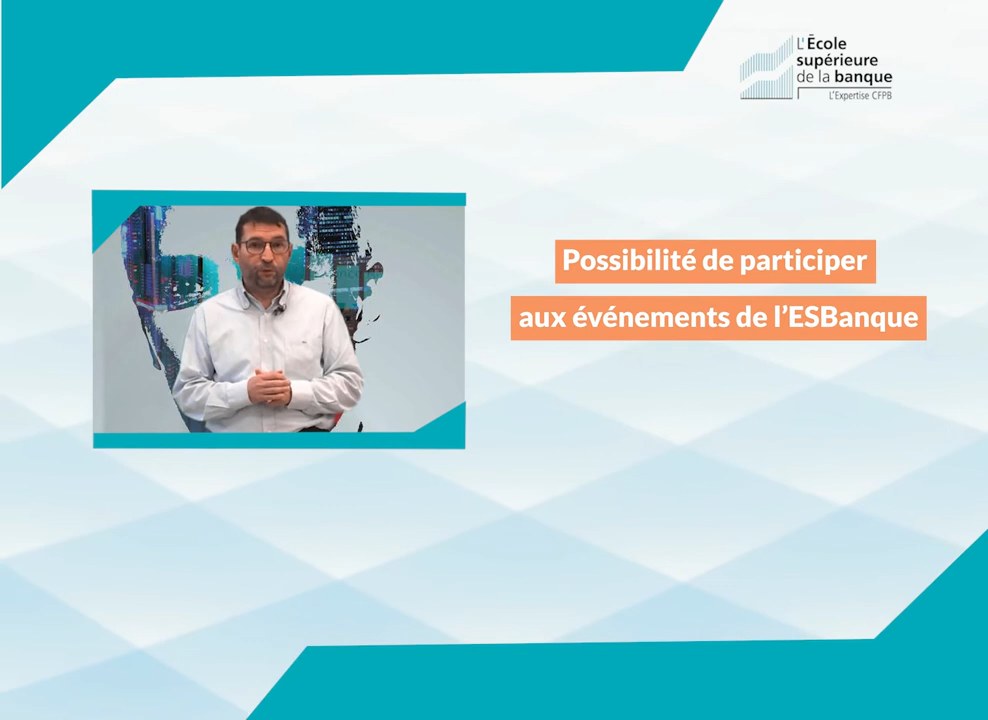 L'École
supérieure
de la banque
L'Expertise CFPB
Possibilité de participer
aux événements de l'ESBanque